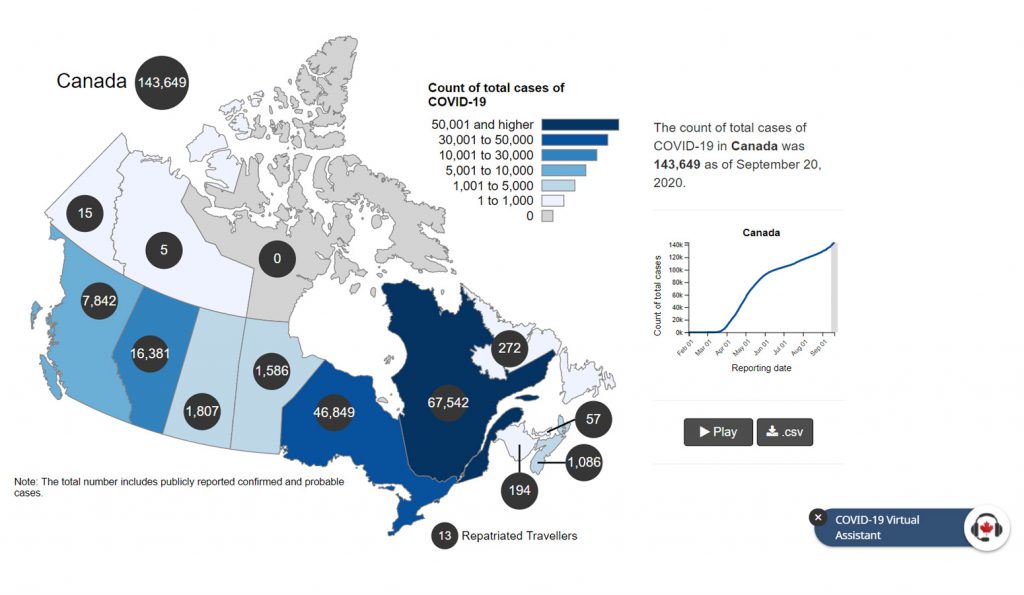 Canada 143,649
Count of total cases of
COVID-19
50,001 and higher
30,001 to 50,000
10,001 to 30,000
5,001 to 10,000
1,001 to 5,000
1 to 1,000
0
15
5
0
7,842
16,381
1,807
1,586
46,849
67,542
272
57
1,086
194
Note: The total number includes publicly reported confirmed and probable
cases.
13 Repatriated Travellers
The count of total cases of
COVID-19 in Canada was
143,649 as of September 20,
2020.
Canada
Count of total cases
140k
120k
100k
80k
60k
40k
20k
0k
Feb 01
Mar 01
Apr 01
May 01
Jun 01
Jul 01
Aug 01
Sep 01
Reporting date
Play
.csv
COVID-19 Virtual
Assistant